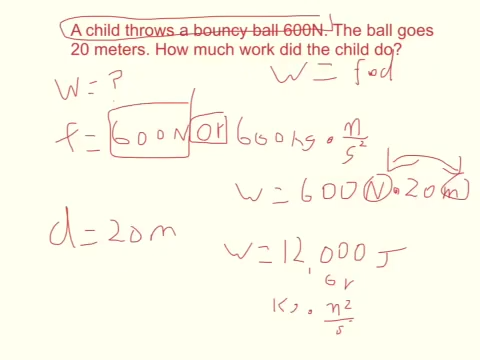 A child throws a bouncy ball 600N. The ball goes
20 meters. How much work did the child do?
W = ?
W = f•d
f = 600N or 600kg • m/s²
W = 600N • 20m
d = 20m
W = 12,000 J
or
kg • m²/s²